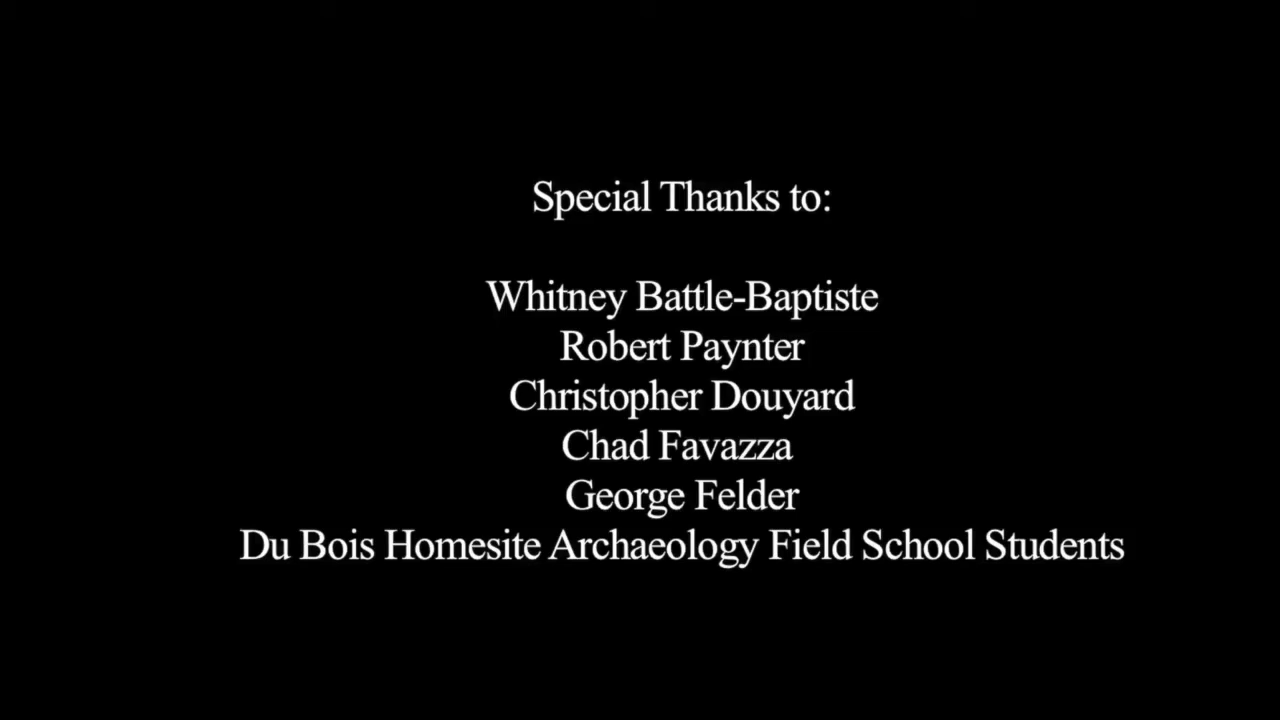 Special Thanks to:
Whitney Battle-Baptiste
Robert Paynter
Christopher Douyard
Chad Favazza
George Felder
Du Bois Homesite Archaeology Field School Students